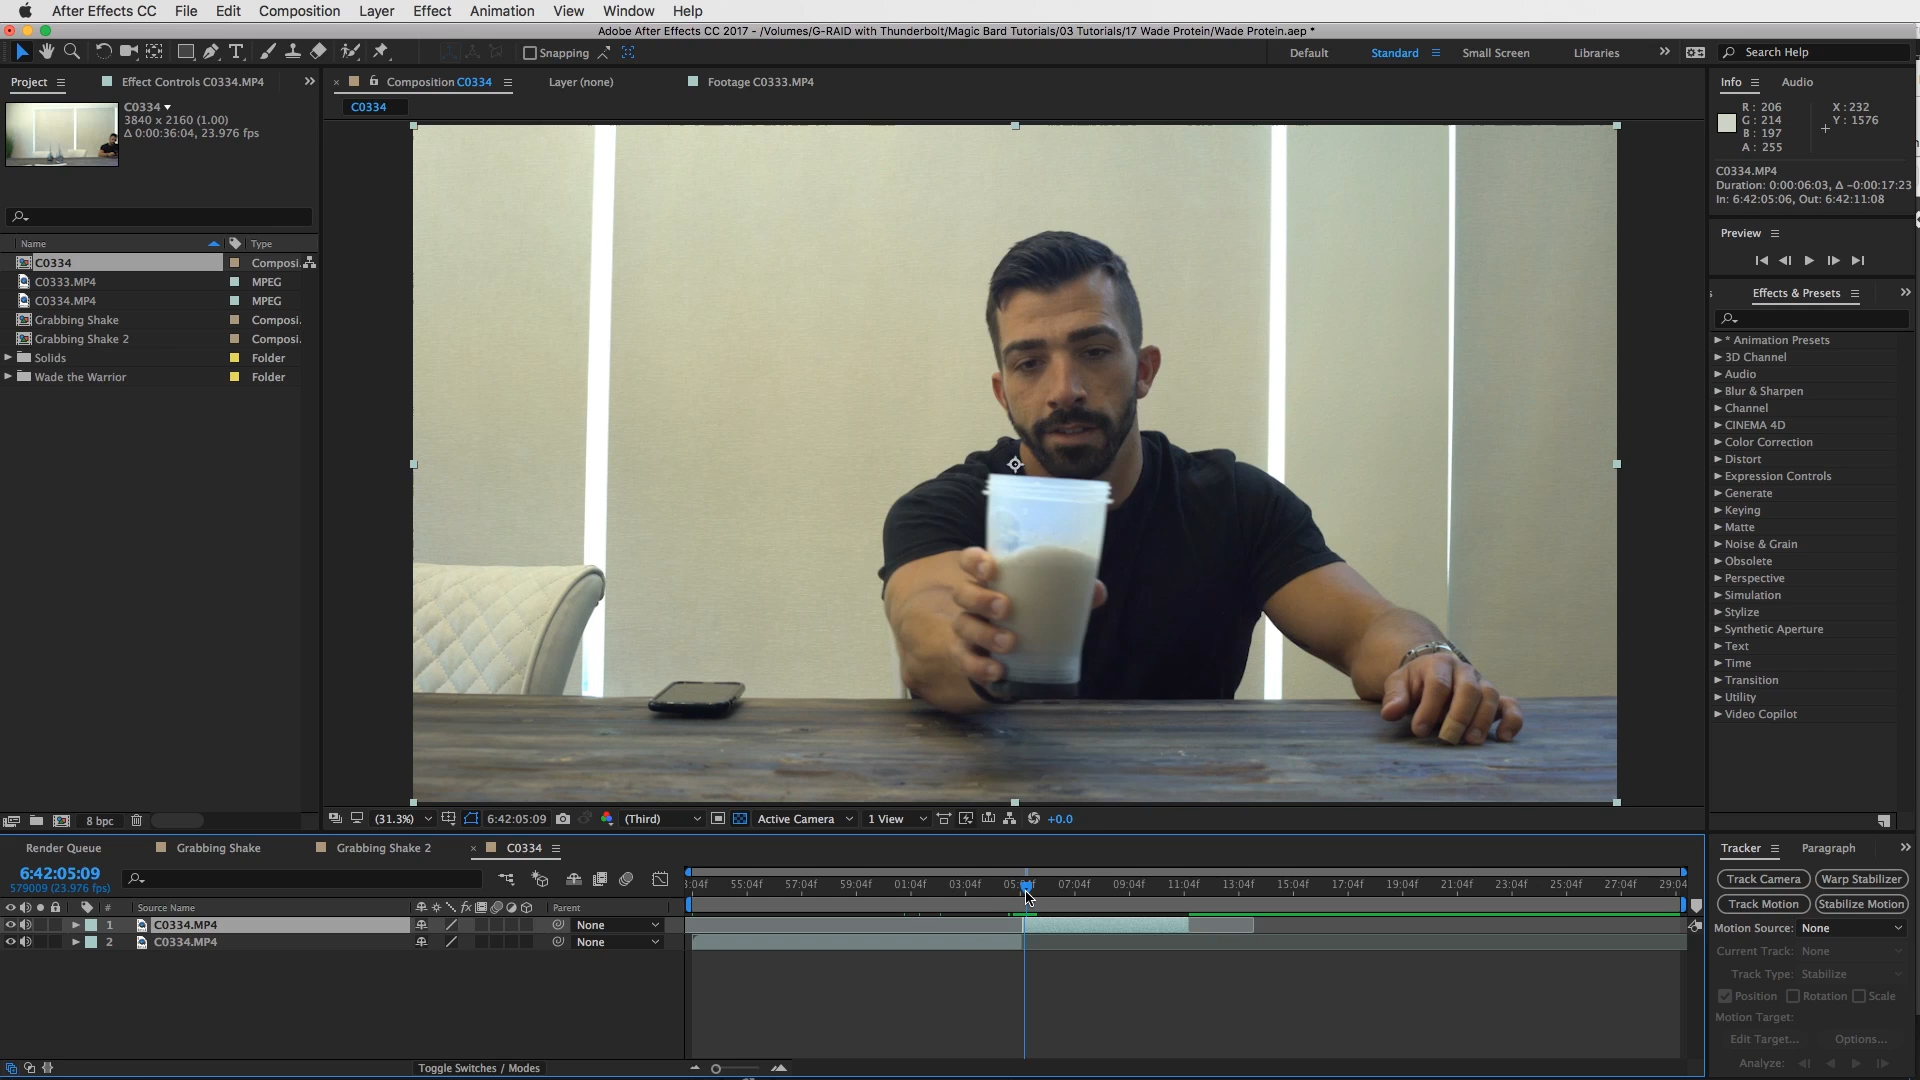 After Effects CC File Edit Composition Layer Effect Animation View Window Help
Adobe After Effects CC 2017 - /Volumes/G-RAID with Thunderbolt/Magic Bard Tutorials/03 Tutorials/17 Wade Protein/Wade Protein.aep *
Snapping Default Standard Small Screen Libraries Search Help
Project Effect Controls C0334.MP4 Composition C0334 Layer (none) Footage C0333.MP4 Info Audio
C0334
3840 x 2160 (1.00)
Δ 0:00:36:04, 23.976 fps
C0334
R: 206 X: 232
G: 214 Y: 1576
B: 197
A: 255
C0334.MP4
Duration: 0:00:06:03, Δ -0:00:17:23
In: 6:42:05:06, Out: 6:42:11:08
Preview
Effects & Presets
Name Type
C0334 Composi.
C0333.MP4 MPEG
C0334.MP4 MPEG
Grabbing Shake Composi.
Grabbing Shake 2 Composi.
Solids Folder
Wade the Warrior Folder
* Animation Presets
3D Channel
Audio
Blur & Sharpen
Channel
CINEMA 4D
Color Correction
Distort
Expression Controls
Generate
Keying
Matte
Noise & Grain
Obsolete
Perspective
Simulation
Stylize
Synthetic Aperture
Text
Time
Transition
Utility
Video Copilot
8 bpc (31.3%) 6:42:05:09 (Third) Active Camera 1 View +0.0
Render Queue Grabbing Shake Grabbing Shake 2 C0334
6:42:05:09
579009 (23.976 fps)
55:04f 57:04f 59:04f 01:04f 03:04f 07:04f 09:04f 11:04f 13:04f 15:04f 17:04f 19:04f 21:04f 23:04f 25:04f 27:04f 29:04
# Source Name fx Parent
1 C0334.MP4 None
2 C0334.MP4 None
Toggle Switches / Modes
Tracker Paragraph
Track Camera Warp Stabilizer
Track Motion Stabilize Motion
Motion Source: None
Current Track: None
Track Type: Stabilize
Position Rotation Scale
Motion Target:
Edit Target... Options...
Analyze: